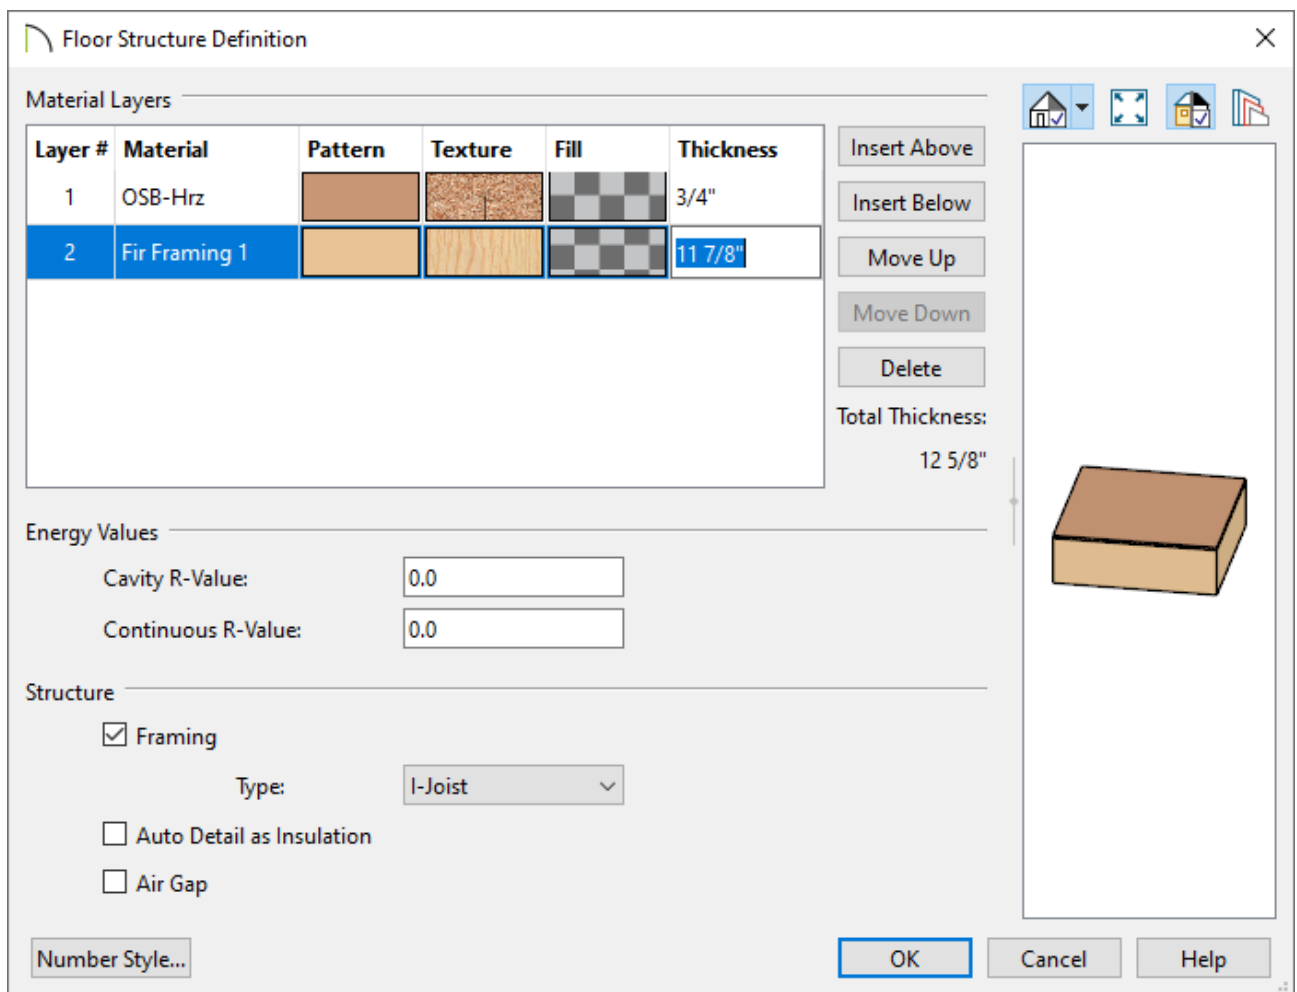 Floor Structure Definition
Material Layers
Layer # Material Pattern Texture Fill Thickness
1 OSB-Hrz 3/4"
2 Fir Framing 1 11 7/8"
Insert Above
Insert Below
Move Up
Move Down
Delete
Total Thickness:
12 5/8"
Energy Values
Cavity R-Value: 0.0
Continuous R-Value: 0.0
Structure
Framing
Type: I-Joist
Auto Detail as Insulation
Air Gap
Number Style... OK Cancel Help